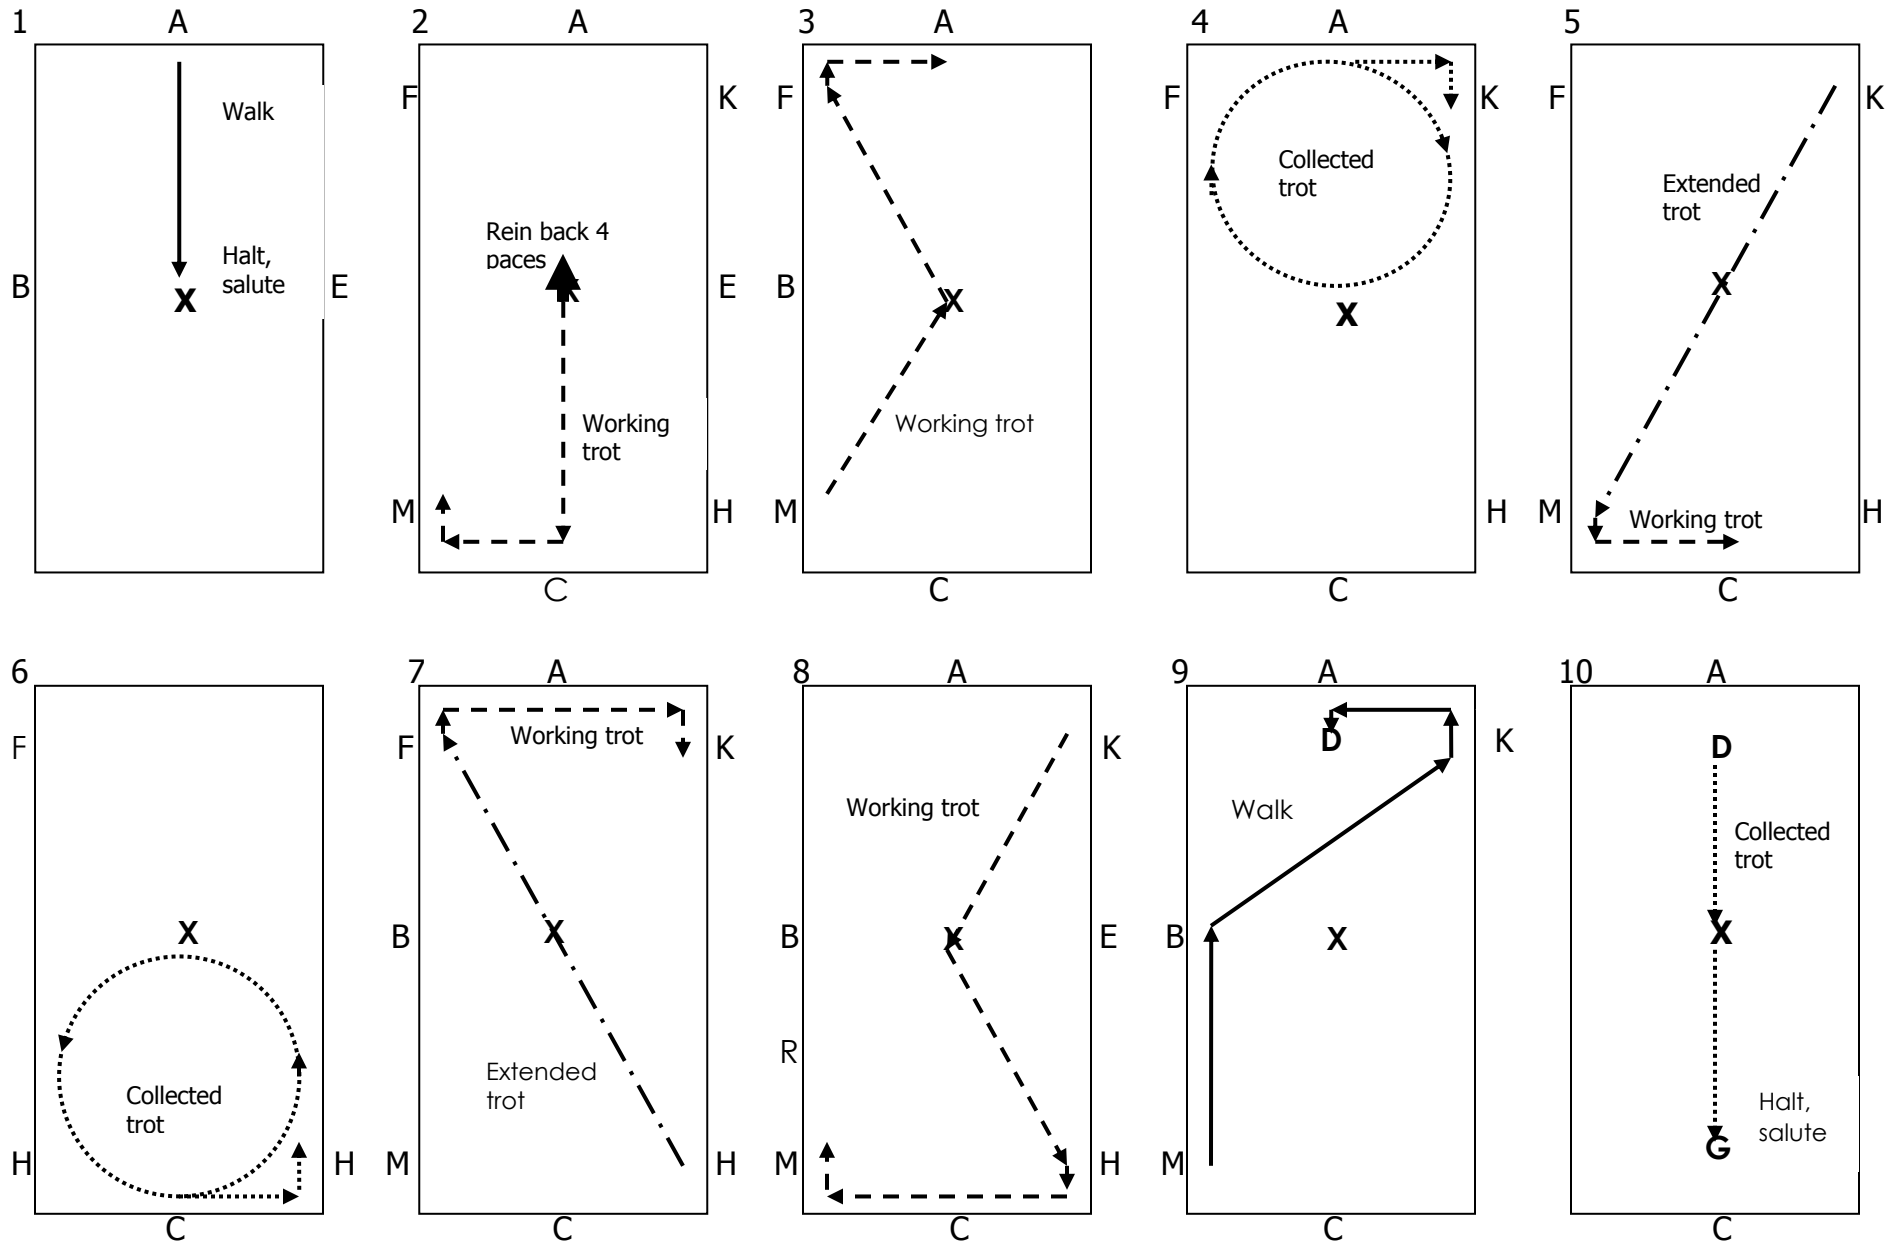 1
A
Walk
Halt,
salute
B
X
E
2
A
F
K
Rein back 4
paces
X
E
Working
trot
M
H
C
3
A
F
B
X
Working trot
M
C
4
A
F
K
Collected
trot
X
H
C
5
A
F
K
Extended
trot
X
M
Working trot
H
C
6
F
X
Collected
trot
H
H
C
7
A
F
Working trot
K
B
X
Extended
trot
M
H
C
8
A
K
Working trot
B
X
E
R
M
H
C
9
A
D
K
Walk
B
X
M
C
10
A
D
Collected
trot
X
Halt,
salute
G
C